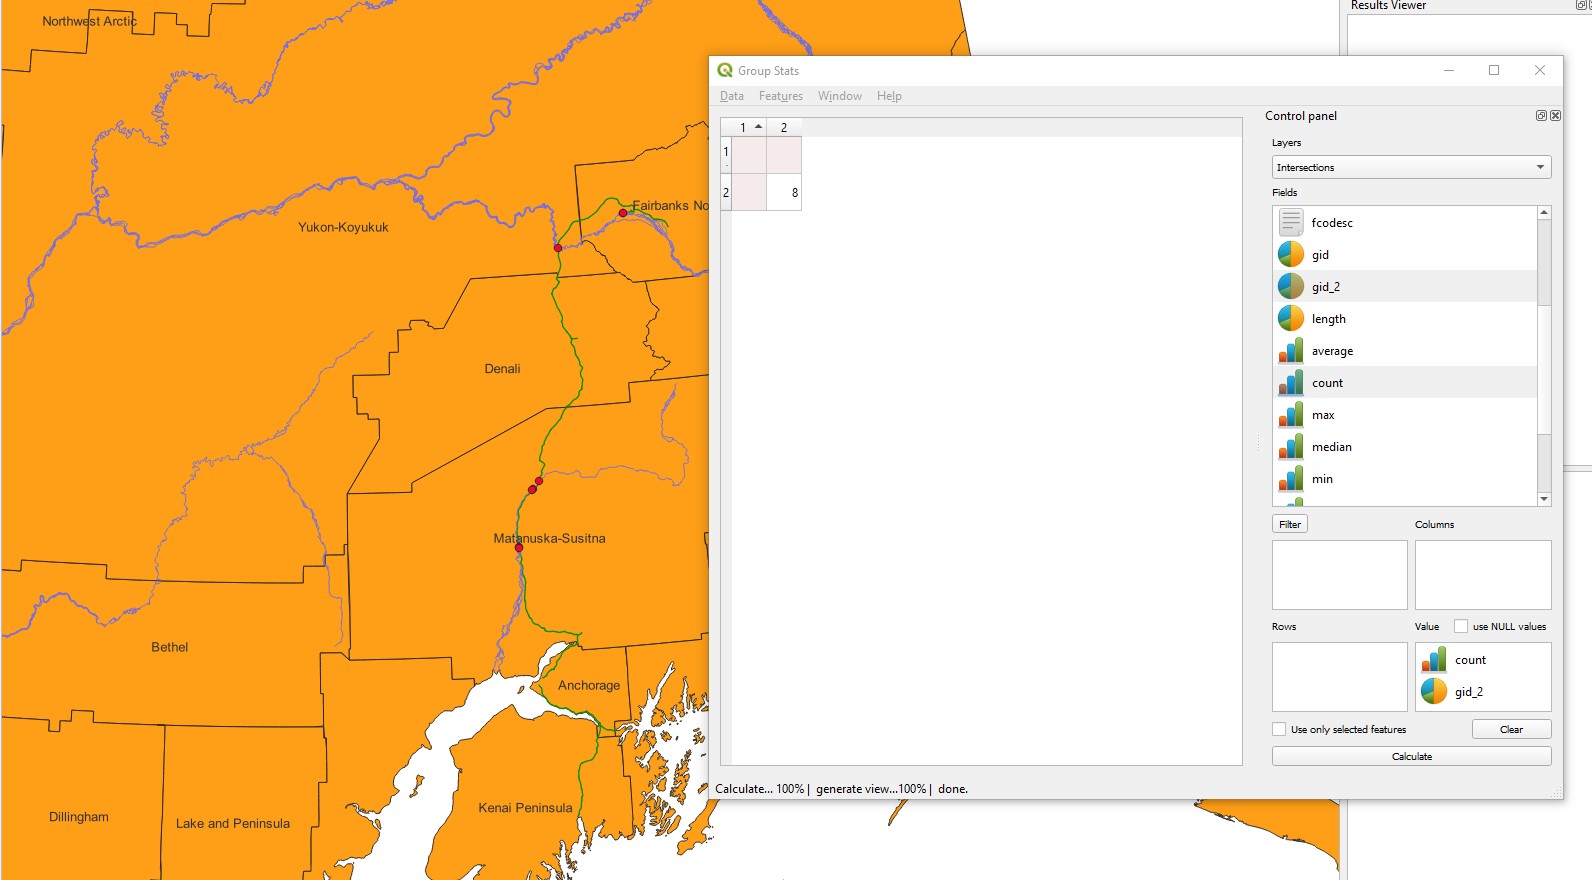 Results Viewer
Northwest Arctic
Yukon-Koyukuk
Fairbanks No
Denali
Matanuska-Susitna
Bethel
Anchorage
Kenai Peninsula
Dillingham
Lake and Peninsula
Group Stats
Data Features Window Help
1 2
1
2 8
Control panel
Layers
Intersections
Fields
fcodesc
gid
gid_2
length
average
count
max
median
min
Filter Columns
Rows Value use NULL values
count
gid_2
Use only selected features Clear
Calculate
Calculate... 100% | generate view...100% | done.